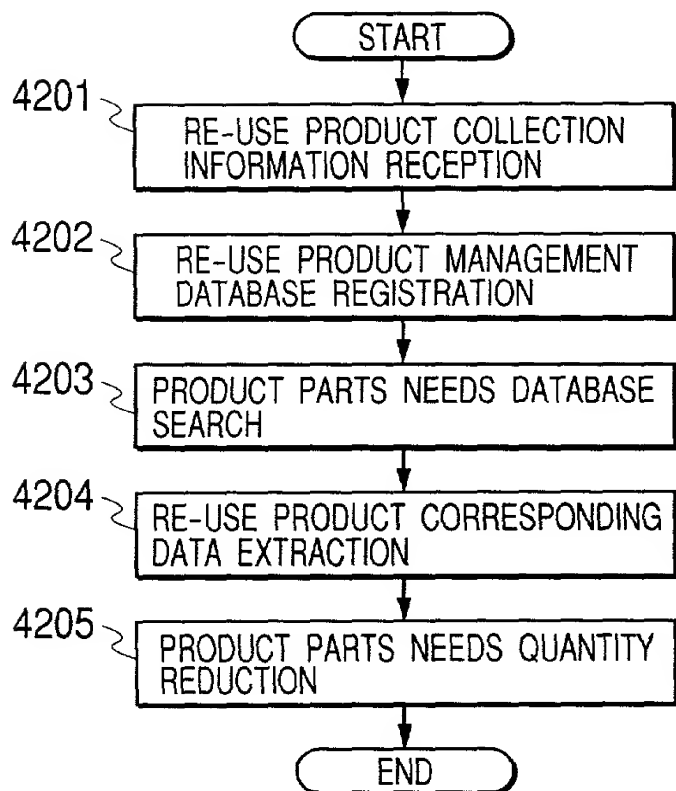 START
4201
RE-USE PRODUCT COLLECTION
INFORMATION RECEPTION
4202
RE-USE PRODUCT MANAGEMENT
DATABASE REGISTRATION
4203
PRODUCT PARTS NEEDS DATABASE
SEARCH
4204
RE-USE PRODUCT CORRESPONDING
DATA EXTRACTION
4205
PRODUCT PARTS NEEDS QUANTITY
REDUCTION
END